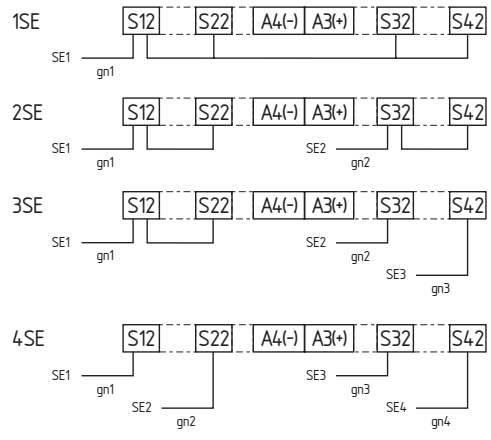 1SE S12 S22 A4(-) A3(+) S32 S42
SE1
gn1
2SE S12 S22 A4(-) A3(+) S32 S42
SE1 SE2
gn1 gn2
3SE S12 S22 A4(-) A3(+) S32 S42
SE1 SE2
gn1 gn2
SE3
gn3
4SE S12 S22 A4(-) A3(+) S32 S42
SE1 SE3
gn1 gn3
SE2 SE4
gn2 gn4